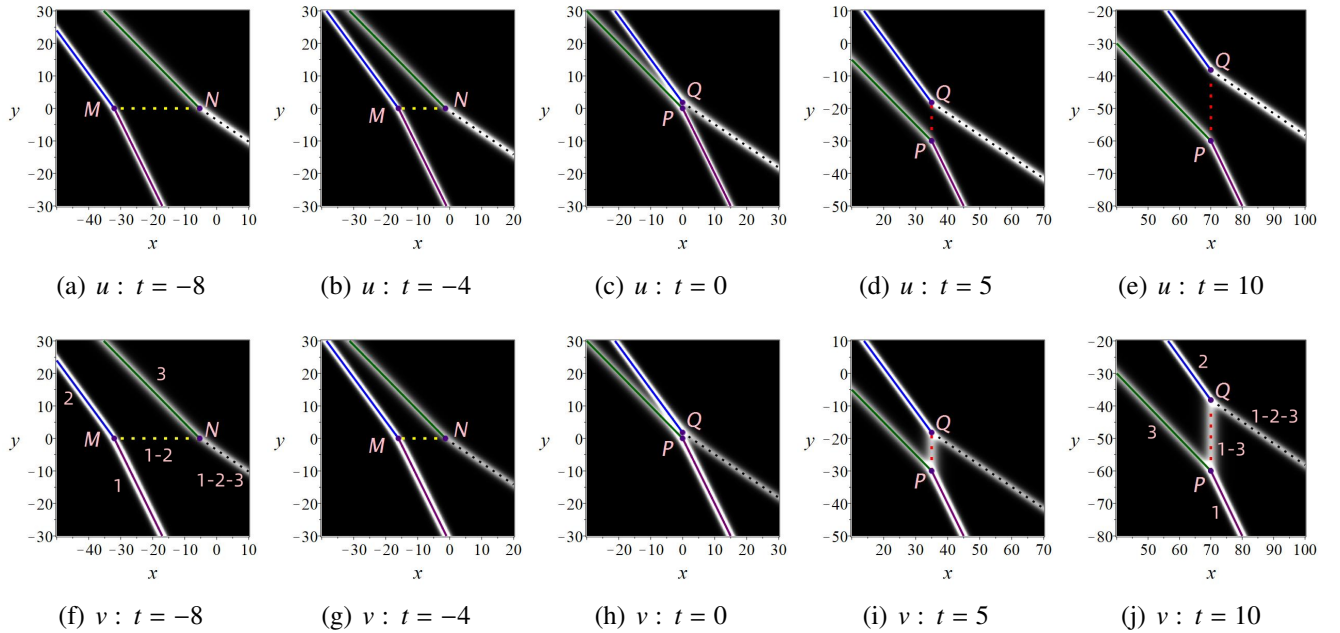 30
20
10
y 0
−10
−20
−30
M
N
−40 −30 −20 −10 0 10
x
(a) u : t = −8
30
20
10
y 0
−10
−20
−30
M
N
−40 −30 −20 −10 0 10 20
x
(b) u : t = −4
30
20
10
y 0
−10
−20
−30
Q
P
−30 −20 −10 0 10 20 30
x
(c) u : t = 0
10
0
−10
y −20
−30
−40
−50
Q
P
20 30 40 50 60 70
x
(d) u : t = 5
−20
−30
−40
y −50
−60
−70
−80
Q
P
50 60 70 80 90 100
x
(e) u : t = 10
30
20
10
y 0
−10
−20
−30
3
2
M
N
1-2
1
1-2-3
−40 −30 −20 −10 0 10
x
(f) v : t = −8
30
20
10
y 0
−10
−20
−30
M
N
−40 −30 −20 −10 0 10 20
x
(g) v : t = −4
30
20
10
y 0
−10
−20
−30
Q
P
−30 −20 −10 0 10 20 30
x
(h) v : t = 0
10
0
−10
y −20
−30
−40
−50
Q
P
20 30 40 50 60 70
x
(i) v : t = 5
−20
−30
−40
y −50
−60
−70
−80
2
Q
1-2-3
3
1-3
P
1
50 60 70 80 90 100
x
(j) v : t = 10